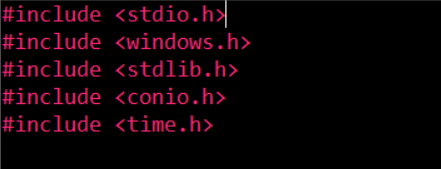 #include <stdio.h>
#include <windows.h>
#include <stdlib.h>
#include <conio.h>
#include <time.h>